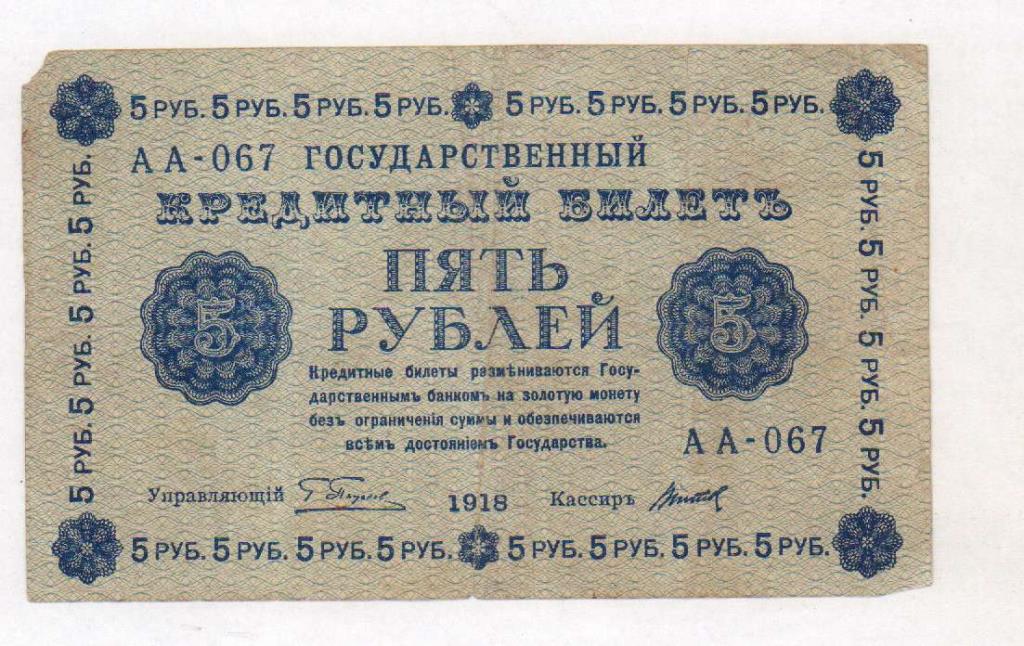 5 РУБ. 5 РУБ. 5 РУБ. 5 РУБ. 5 РУБ. 5 РУБ. 5 РУБ. 5 РУБ.
АА-067 ГОСУДАРСТВЕННЫЙ
КРЕДИТНЫЙ БИЛЕТЪ
ПЯТЬ
РУБЛЕЙ
5
5
Кредитные билеты размѣниваются Госу-
дарственнымъ банкомъ на золотую монету
безъ ограниченія суммы и обезпечиваются
всѣмъ достояніемъ Государства.
АА-067
Управляющій
1918 Кассиръ
5 РУБ. 5 РУБ. 5 РУБ. 5 РУБ. 5 РУБ. 5 РУБ. 5 РУБ. 5 РУБ.
5 РУБ. 5 РУБ. 5 РУБ. 5 РУБ.
5 РУБ. 5 РУБ. 5 РУБ. 5 РУБ.